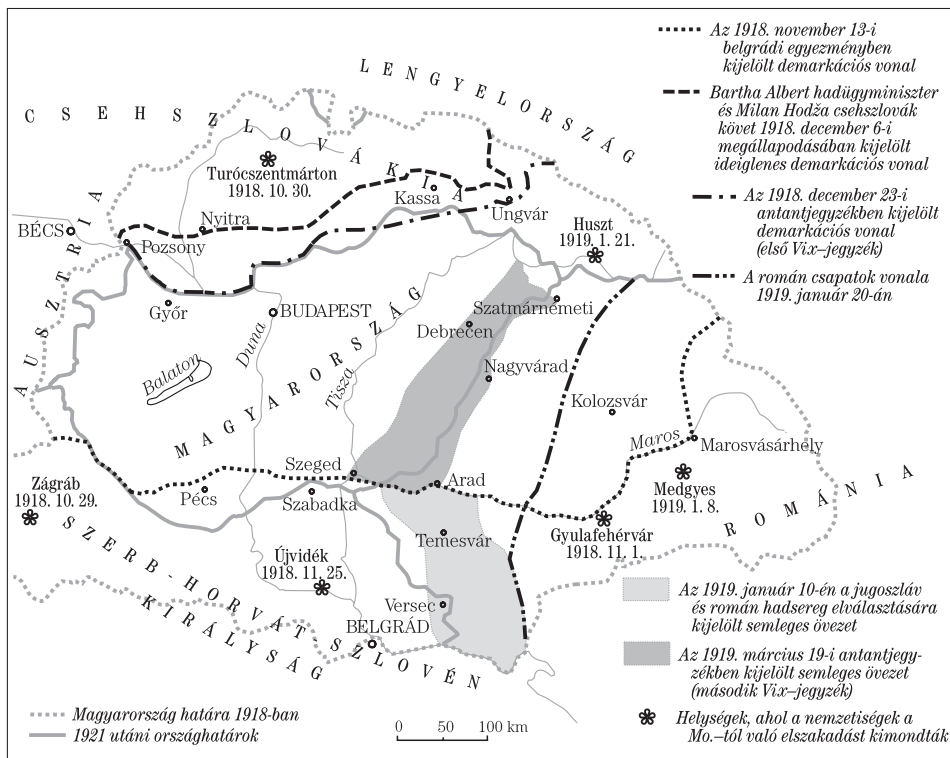 Az 1918. november 13-i
belgrádi egyezményben
kijelölt demarkációs vonal
Bartha Albert hadügyminiszter
és Milan Hodža csehszlovák
követ 1918. december 6-i
megállapodásában kijelölt
ideiglenes demarkációs vonal
Az 1918. december 23-i
antantjegyzékben kijelölt
demarkációs vonal
(első Vix–jegyzék)
A román csapatok vonala
1919. január 20-án
LENGYELORSZÁG
CSEHSZLOVÁKIA
Turócszentmárton
1918. 10. 30.
Kassa
Ungvár
Nyitra
BÉCS
Pozsony
AUSZTRIA
Huszt
1919. 1. 21.
Győr
BUDAPEST
Szatmárnémeti
Debrecen
Duna
Balaton
Tisza
MAGYARORSZÁG
Nagyvárad
Kolozsvár
Maros
Marosvásárhely
Szeged
Arad
Zágráb
1918. 10. 29.
Pécs
Szabadka
Medgyes
1919. 1. 8.
ROMÁNIA
Temesvár
Gyulafehérvár
1918. 11. 1.
Újvidék
1918. 11. 25.
SZERB-HORVÁT-SZLOVÉN
KIRÁLYSÁG
Versec
BELGRÁD
Az 1919. január 10-én a jugoszláv
és román hadsereg elválasztására
kijelölt semleges övezet
Az 1919. március 19-i antantjegy-
zékben kijelölt semleges övezet
(második Vix–jegyzék)
Helységek, ahol a nemzetiségek a
Mo.–tól való elszakadást kimondták
Magyarország határa 1918-ban
1921 utáni országhatárok
0 50 100 km